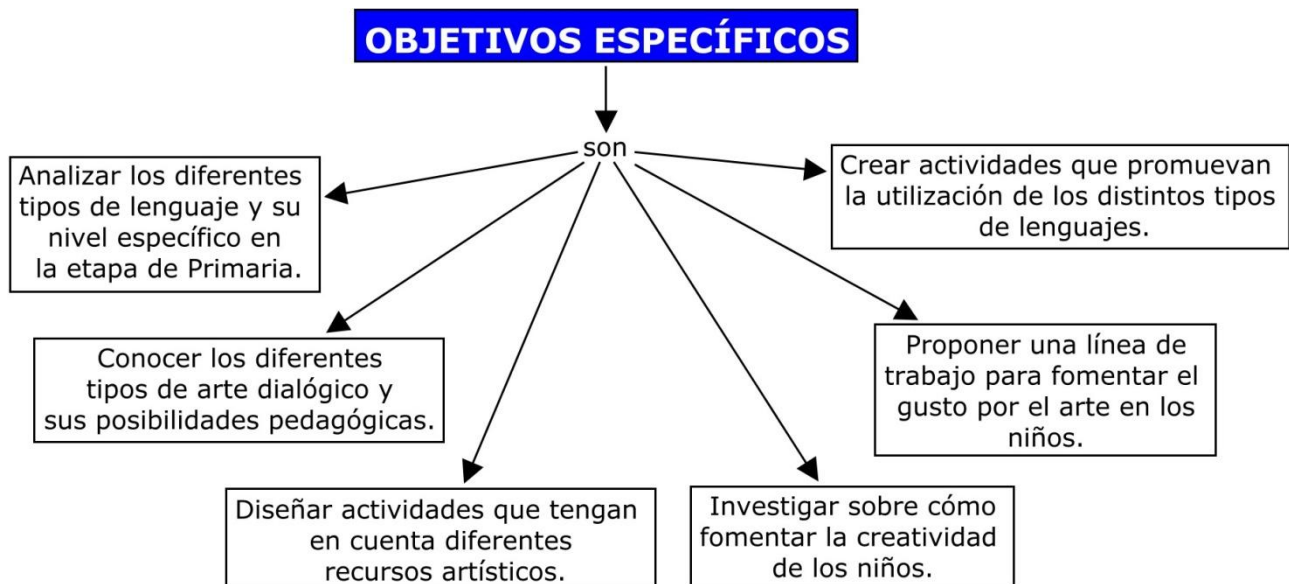 OBJETIVOS ESPECÍFICOS
son
Analizar los diferentes
tipos de lenguaje y su
nivel específico en
la etapa de Primaria.
Crear actividades que promuevan
la utilización de los distintos tipos
de lenguajes.
Conocer los diferentes
tipos de arte dialógico y
sus posibilidades pedagógicas.
Proponer una línea de
trabajo para fomentar el
gusto por el arte en los
niños.
Diseñar actividades que tengan
en cuenta diferentes
recursos artísticos.
Investigar sobre cómo
fomentar la creatividad
de los niños.